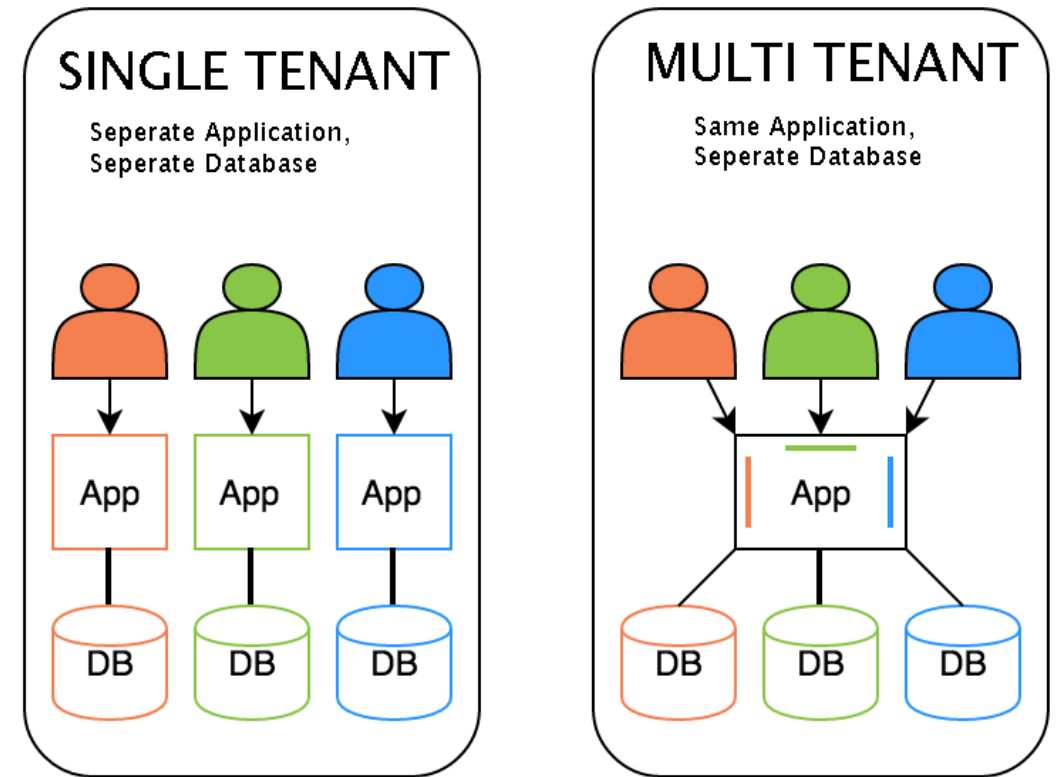 SINGLE TENANT
Seperate Application,
Seperate Database
App
App
App
DB
DB
DB
MULTI TENANT
Same Application,
Seperate Database
App
DB
DB
DB